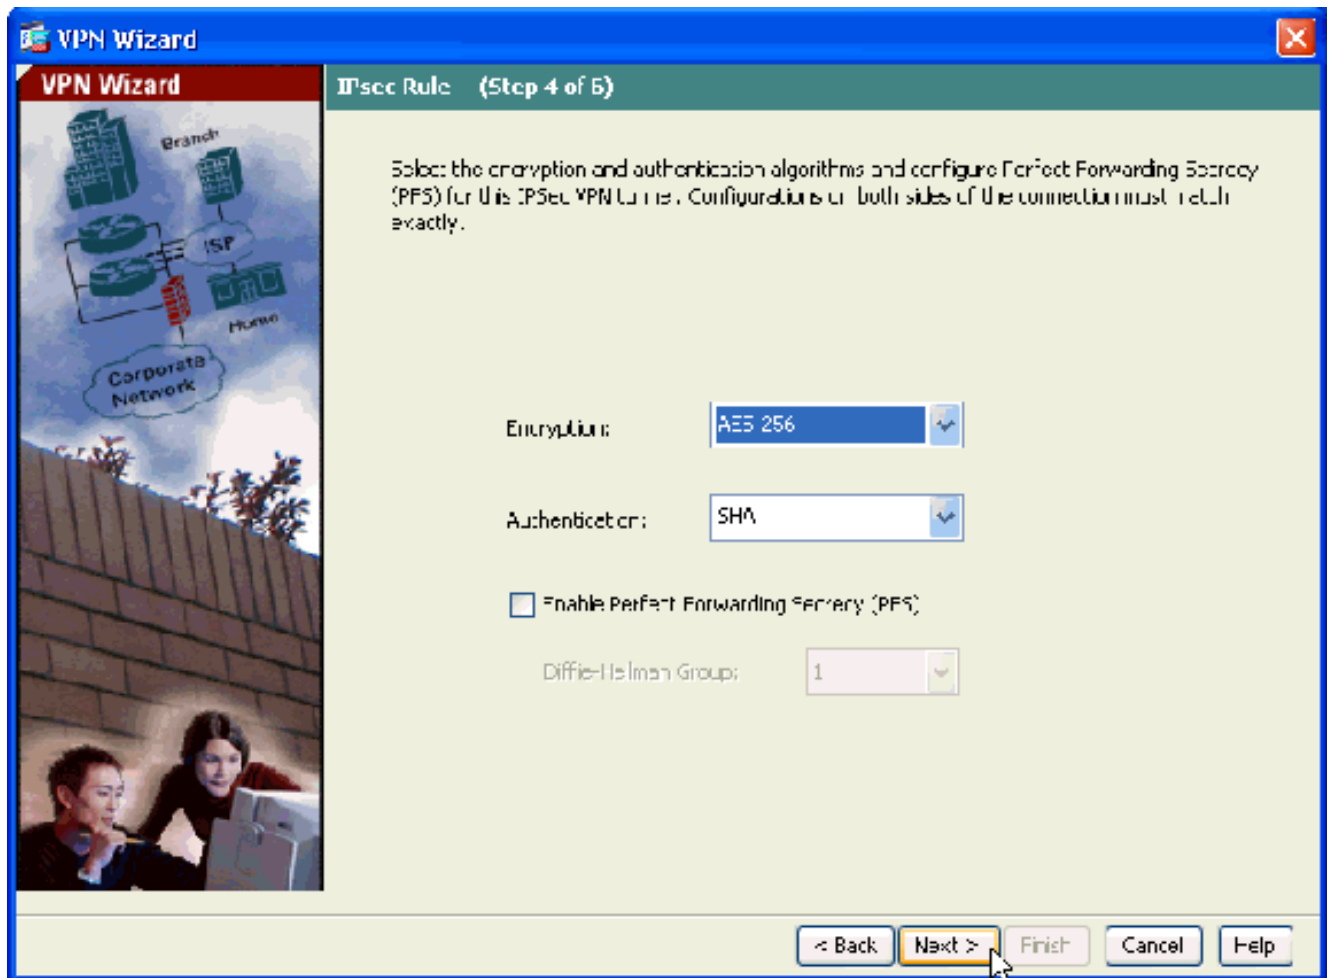 VPN Wizard
VPN Wizard
IPsec Rule (Step 4 of 6)
Branch
ISP
Home
Corporate
Network
Select the encryption and authentication algorithms and configure Perfect Forwarding Secrecy
(PFS) for this IPSec VPN tunnel. Configurations on both sides of the connection must match
exactly.
Encryption:
AES-256
Authentication:
SHA
Enable Perfect Forwarding Secrecy (PFS)
Diffie-Hellman Group:
1
< Back
Next >
Finish
Cancel
Help